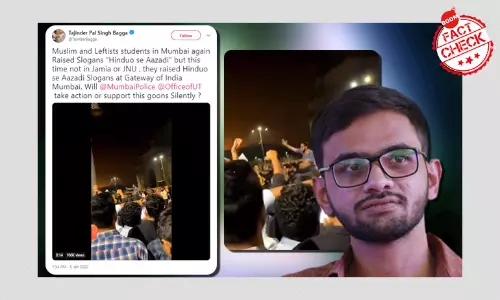 Tajinder Pal Singh Bagga
@TajinderBagga
Follow
Muslim and Leftists students in Mumbai again
Raised Slogans "Hinduo se Aazadi" but this
time not in Jamia or JNU , they raised Hinduo
se Aazadi Slogans at Gateway of India
Mumbai. Will @MumbaiPolice @OfficeofUT
take action or support this goons Silently ?
BOOM
FACT
CHECK